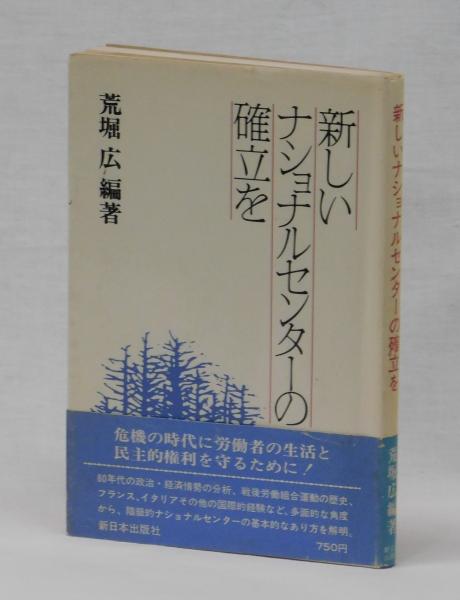 新しい
ナショナルセンターの
確立を
荒堀 広 編著
危機の時代に労働者の生活と
民主的権利を守るために!
80年代の政治・経済情勢の分析、戦後労働組合運動の歴史、
フランス、イタリアその他の国際的経験など、多面的な角度
から、階級的ナショナルセンターの基本的なあり方を解明。
新日本出版社
750円
新しいナショナルセンターの確立を
荒堀広編著